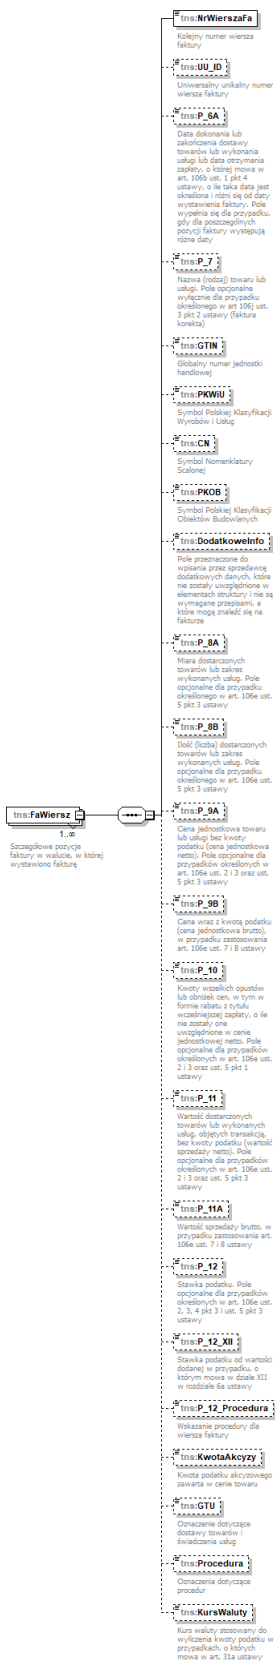 tns:NrWierszaFa
Kolejny numer wiersza
faktury
tns:UU_ID
Uniwersalny unikalny numer
wiersza faktury
tns:P_6A
Data dokonania lub
zakończenia dostawy
towarów lub wykonania
usługi lub data otrzymania
zapłaty, o której mowa w
art. 106b ust. 1 pkt 4
ustawy, o ile taka data jest
określona i różni się od daty
wystawienia faktury. Pole
wypełnia się dla przypadku,
gdy dla poszczególnych
pozycji faktury występują
różne daty
tns:P_7
Nazwa (rodzaj) towaru lub
usługi. Pole opcjonalne
wyłącznie dla przypadku
określonego w art 106j ust.
3 pkt 2 ustawy (faktura
korekta)
tns:GTIN
Globalny numer jednostki
handlowej
tns:PKWiU
Symbol Polskiej Klasyfikacji
Wyrobów i Usług
tns:CN
Symbol Nomenklatury
Scalonej
tns:PKOB
Symbol Polskiej Klasyfikacji
Obiektów Budowlanych
tns:DodatkoweInfo
Pole przeznaczone do
wpisania przez sprzedawcę
dodatkowych danych, które
nie zostały uwzględnione w
elementach struktury i nie są
wymagane przepisami, a
które mogą znaleźć się na
fakturze
tns:P_8A
Miara dostarczonych
towarów lub zakres
wykonanych usług. Pole
opcjonalne dla przypadku
określonego w art. 106e ust.
5 pkt 3 ustawy
tns:P_8B
Ilość (liczba) dostarczonych
towarów lub zakres
wykonanych usług. Pole
opcjonalne dla przypadku
określonego w art. 106e ust.
5 pkt 3 ustawy
tns:FaWiersz
1..∞
Szczegółowe pozycje
faktury w walucie, w której
wystawiono fakturę
tns:P_9A
Cena jednostkowa towaru
lub usługi bez kwoty
podatku (cena jednostkowa
netto). Pole opcjonalne dla
przypadków określonych w
art. 106e ust. 2 i 3 oraz ust.
5 pkt 3 ustawy
tns:P_9B
Cena wraz z kwotą podatku
(cena jednostkowa brutto),
w przypadku zastosowania
art. 106e ust. 7 i 8 ustawy
tns:P_10
Kwoty wszelkich opustów
lub obniżek cen, w tym w
formie rabatu z tytułu
wcześniejszej zapłaty, o ile
nie zostały one
uwzględnione w cenie
jednostkowej netto. Pole
opcjonalne dla przypadków
określonych w art. 106e ust.
2 i 3 oraz ust. 5 pkt 1
ustawy
tns:P_11
Wartość dostarczonych
towarów lub wykonanych
usług, objętych transakcją,
bez kwoty podatku (wartość
sprzedaży netto). Pole
opcjonalne dla przypadków
określonych w art. 106e ust.
2 i 3 oraz ust. 5 pkt 3
ustawy
tns:P_11A
Wartość sprzedaży brutto, w
przypadku zastosowania art.
106e ust. 7 i 8 ustawy
tns:P_12
Stawka podatku. Pole
opcjonalne dla przypadków
określonych w art. 106e ust.
2, 3, 4 pkt 3 i ust. 5 pkt 3
ustawy
tns:P_12_XII
Stawka podatku od wartości
dodanej w przypadku, o
którym mowa w dziale XII
w rozdziale 6a ustawy
tns:P_12_Procedura
Wskazanie procedury dla
wiersza faktury
tns:KwotaAkcyzy
Kwota podatku akcyzowego
zawarta w cenie towaru
tns:GTU
Oznaczenie dotyczące
dostawy towarów i
świadczenia usług
tns:Procedura
Oznaczenia dotyczące
procedur
tns:KursWaluty
Kurs waluty stosowany do
wyliczenia kwoty podatku w
przypadkach, o których
mowa w art. 31a ustawy